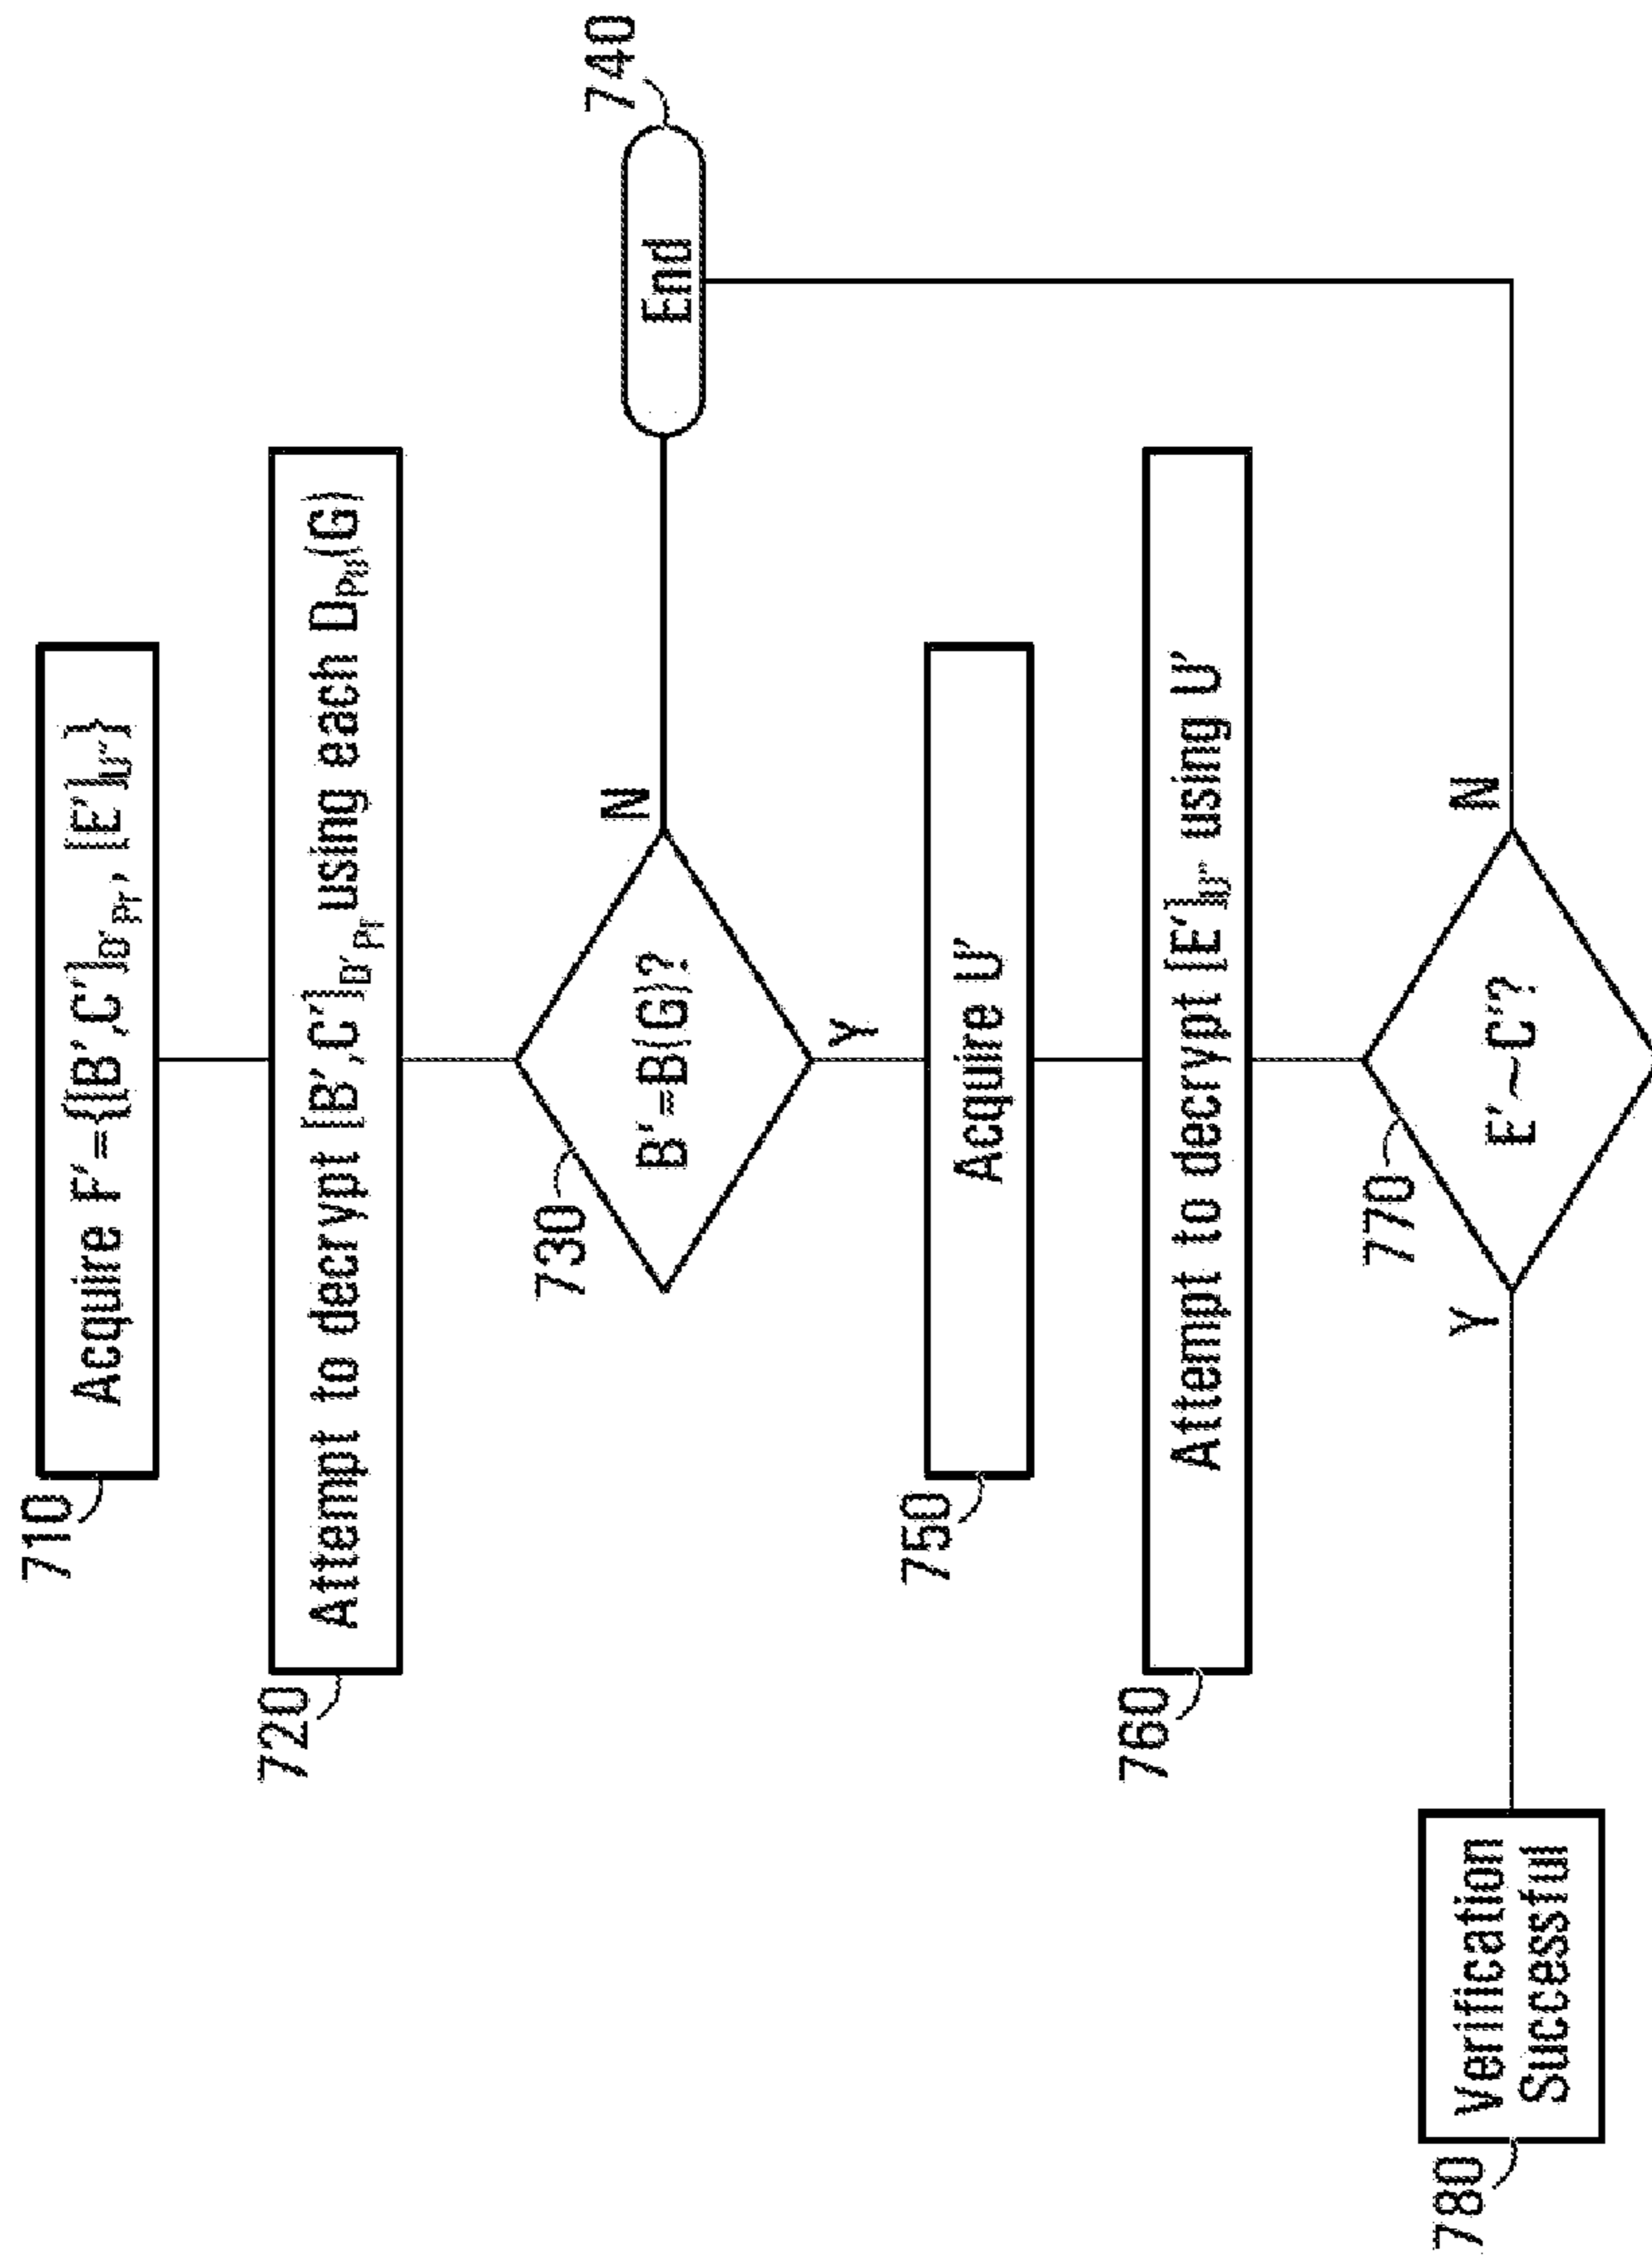 710
Acquire F'={[B',C']D'Pr, [E']U''}
720
Attempt to decrypt [B',C']D'Pr using each DPu(G)
730
B'=B(G)?
N
740
End
Y
750
Acquire U'
760
Attempt to decrypt [E']U'' using U'
770
E'~C'?
N
Y
780
Verification
Successful